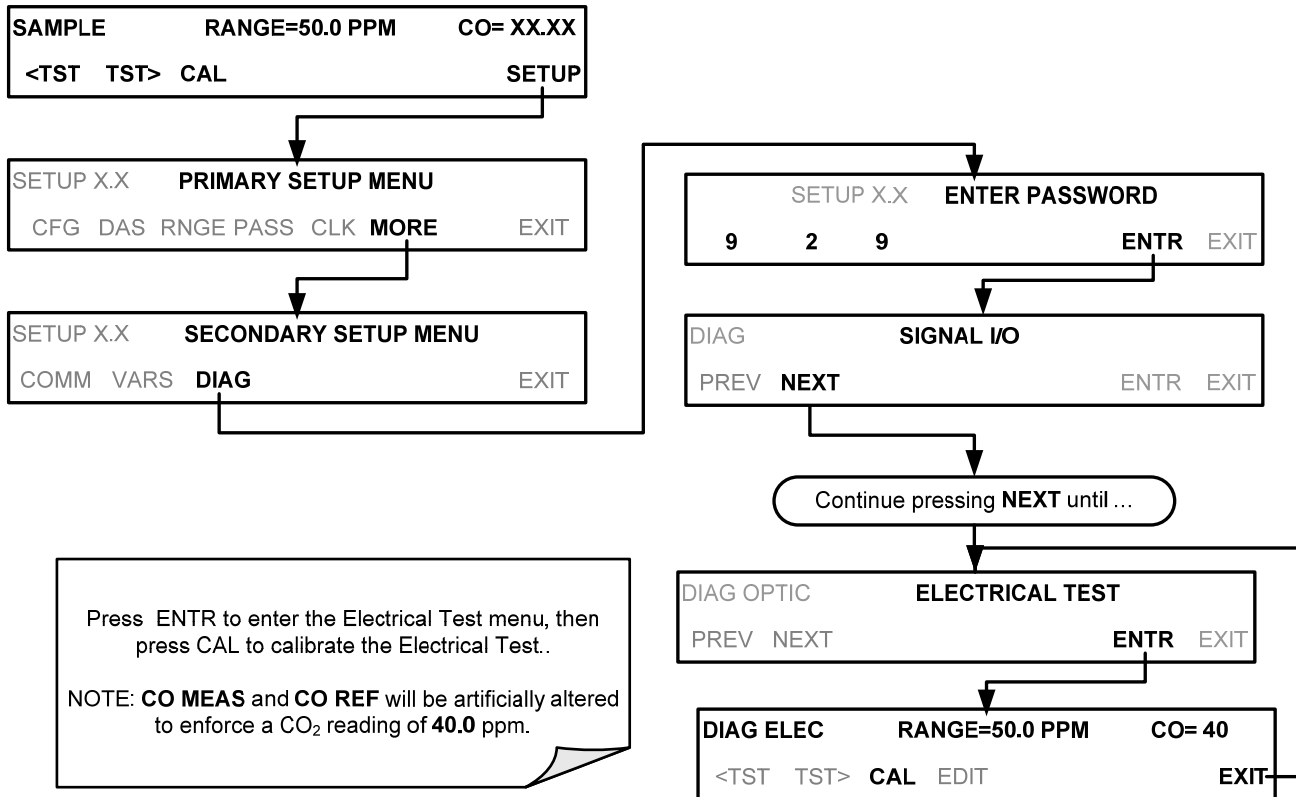 SAMPLE RANGE=50.0 PPM CO= XX.XX
<TST TST> CAL SETUP
SETUP X.X PRIMARY SETUP MENU
CFG DAS RNGE PASS CLK MORE EXIT
SETUP X.X SECONDARY SETUP MENU
COMM VARS DIAG EXIT
SETUP X.X ENTER PASSWORD
9 2 9 ENTR EXIT
DIAG SIGNAL I/O
PREV NEXT ENTR EXIT
Continue pressing NEXT until ...
DIAG OPTIC ELECTRICAL TEST
PREV NEXT ENTR EXIT
DIAG ELEC RANGE=50.0 PPM CO= 40
<TST TST> CAL EDIT EXIT
Press ENTR to enter the Electrical Test menu, then
press CAL to calibrate the Electrical Test..
NOTE: CO MEAS and CO REF will be artificially altered
to enforce a CO₂ reading of 40.0 ppm.